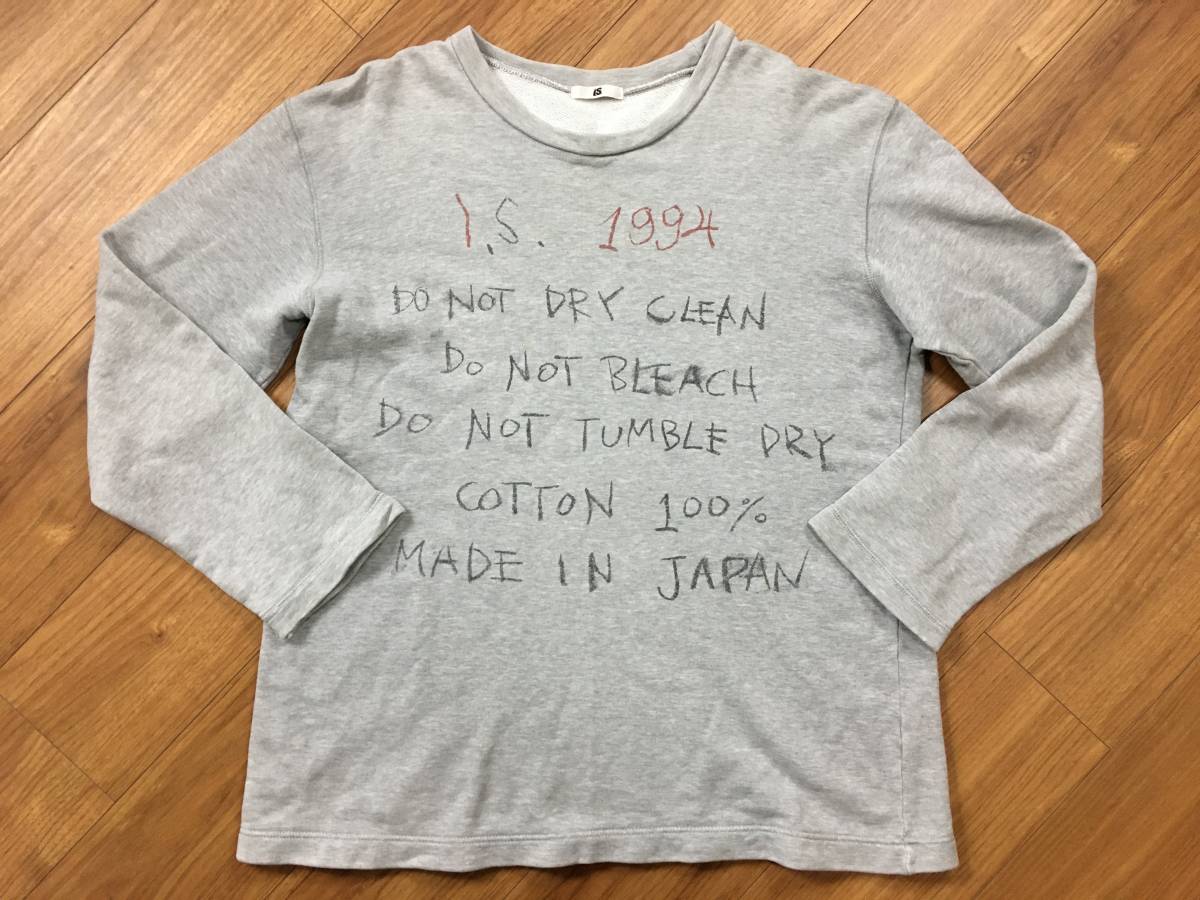 IS
I.S. 1994
DO NOT DRY CLEAN
DO NOT BLEACH
DO NOT TUMBLE DRY
COTTON 100%
MADE IN JAPAN